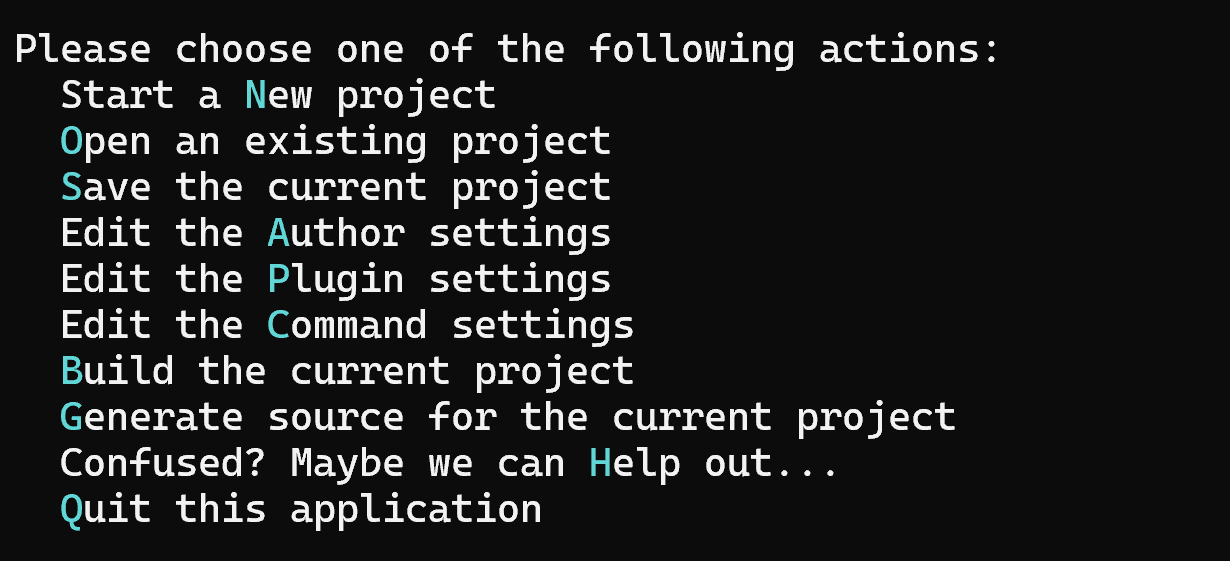 Please choose one of the following actions:
Start a New project
Open an existing project
Save the current project
Edit the Author settings
Edit the Plugin settings
Edit the Command settings
Build the current project
Generate source for the current project
Confused? Maybe we can Help out...
Quit this application